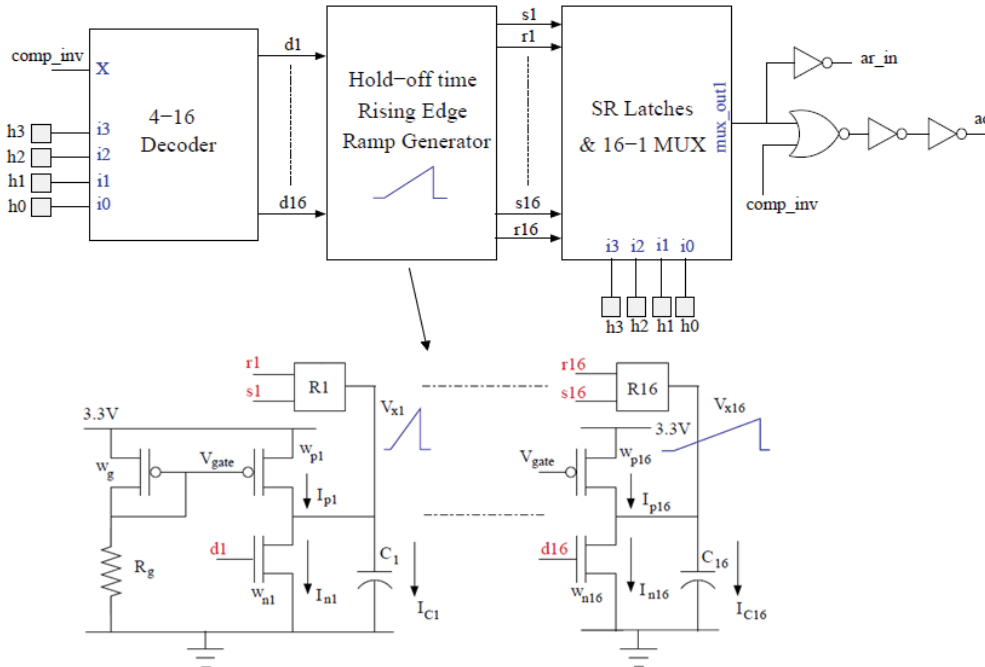 comp_inv
X
4−16
Decoder
h3
i3
h2
i2
h1
i1
h0
i0
d1
d16
Hold−off time
Rising Edge
Ramp Generator
s1
r1
s16
r16
SR Latches
& 16−1 MUX
mux_out1
i3 i2 i1 i0
h3 h2 h1 h0
ar_in
comp_inv
r1
s1
R1
Vx1
3.3V
wg
Vgate
wp1
Ip1
Rg
d1
wn1
In1
C1
IC1
r16
s16
R16
Vx16
3.3V
Vgate
wp16
Ip16
d16
wn16
In16
C16
IC16